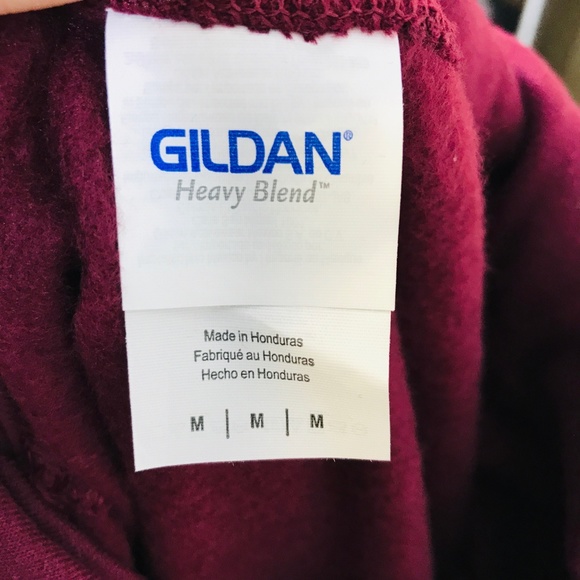 GILDAN®
Heavy Blend™
Made in Honduras
Fabriqué au Honduras
Hecho en Honduras
M | M | M